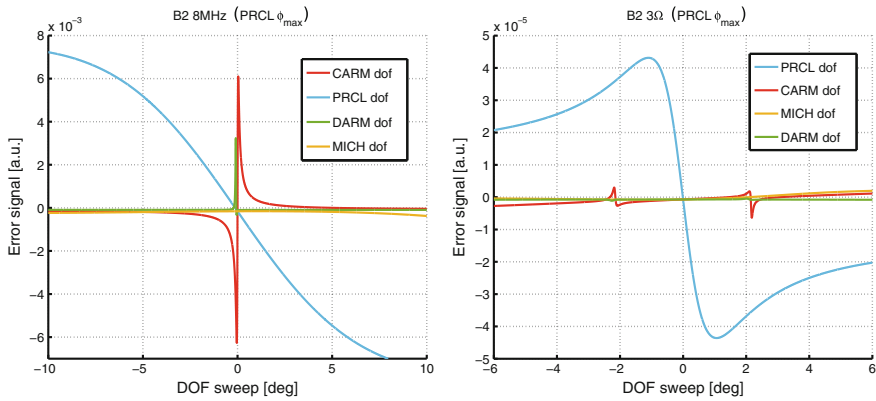 B2 8MHz (PRCL ϕmax)
x 10−3
8
6
4
2
0
−2
−4
−6
−10
−5
0
5
10
Error signal [a.u.]
DOF sweep [deg]
CARM dof
PRCL dof
DARM dof
MICH dof
B2 3Ω (PRCL ϕmax)
x 10−5
5
4
3
2
1
0
−1
−2
−3
−4
−5
−6
−4
−2
0
2
4
6
Error signal [a.u.]
DOF sweep [deg]
PRCL dof
CARM dof
MICH dof
DARM dof